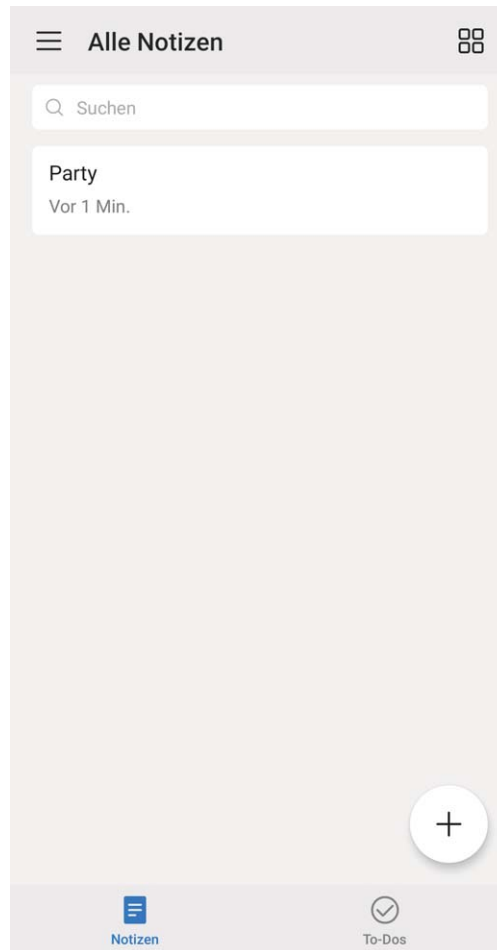 Alle Notizen
Suchen
Party
Vor 1 Min.
Notizen
To-Dos